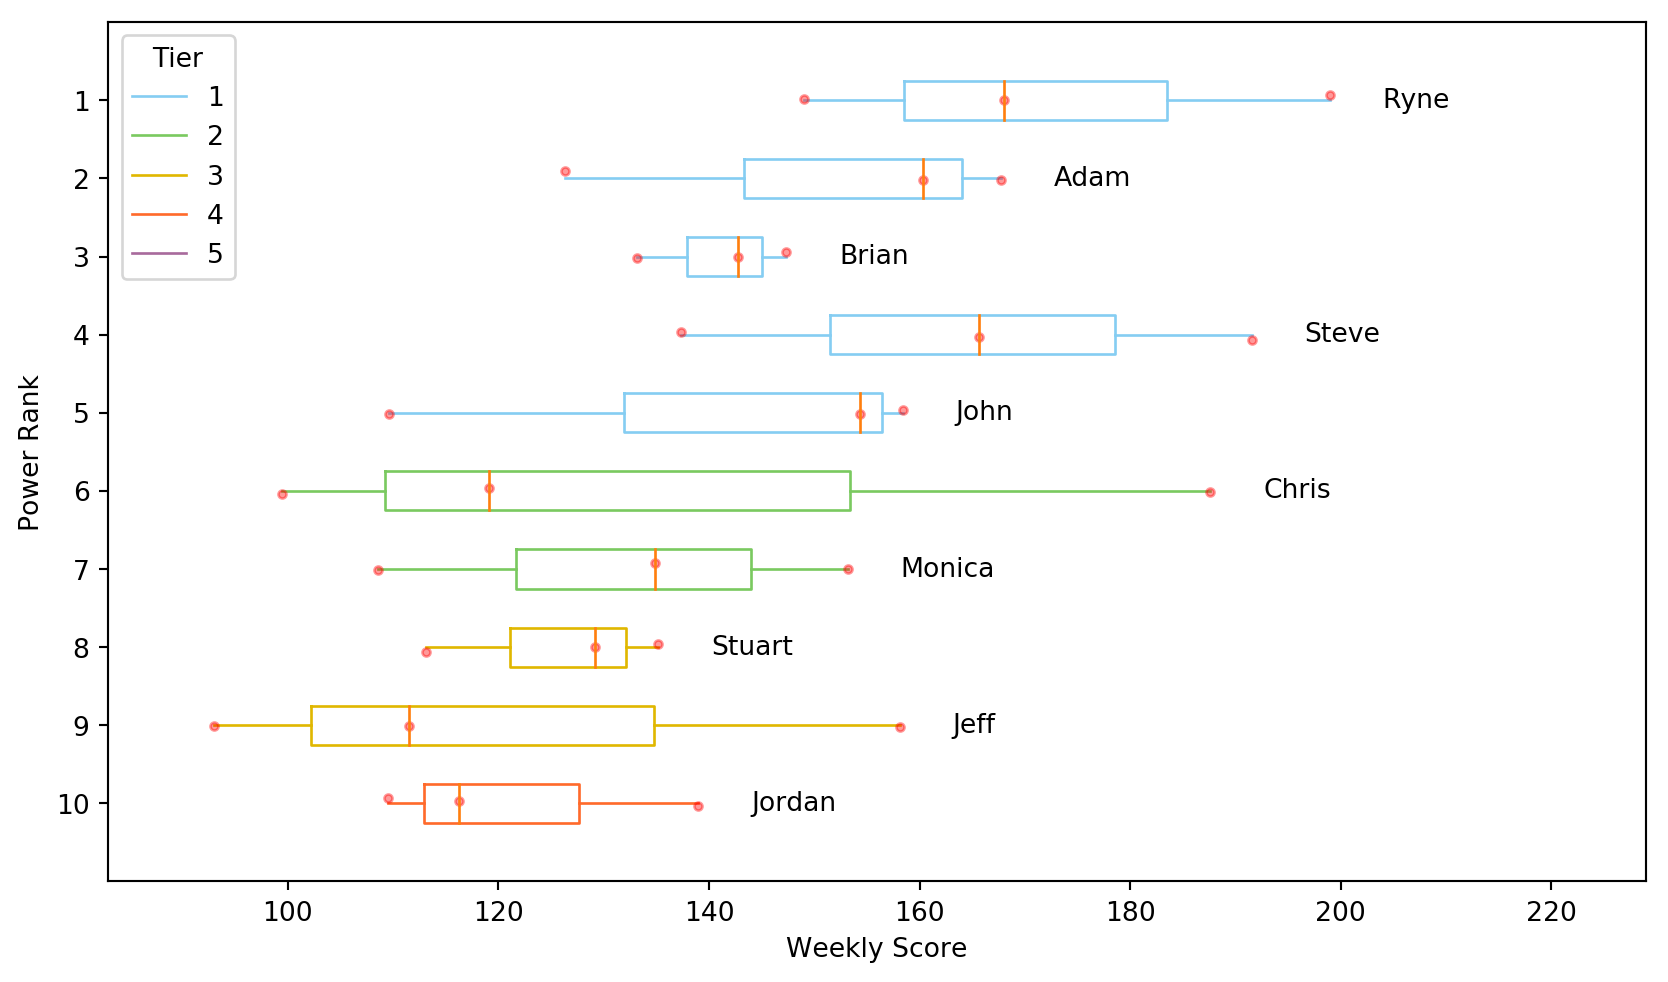 Tier
1
2
3
4
5
Power Rank
1
Ryne
2
Adam
3
Brian
4
Steve
5
John
6
Chris
7
Monica
8
Stuart
9
Jeff
10
Jordan
100 120 140 160 180 200 220
Weekly Score